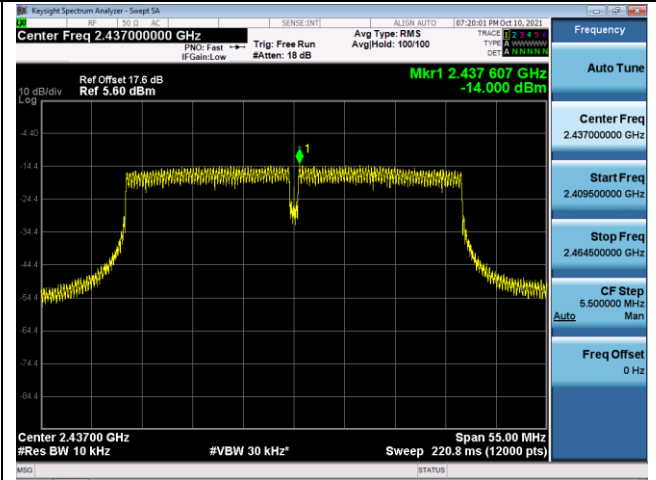 Keysight Spectrum Analyzer - Swept SA
RF 50 Ω AC SENSE:INT ALIGN AUTO 07:20:01 PM Oct 10, 2021
Center Freq 2.437000000 GHz
PNO: Fast
IFGain:Low
Trig: Free Run
#Atten: 18 dB
Avg Type: RMS
Avg|Hold: 100/100
TRACE 1 2 3 4 5 6
TYPE A WWWWW
DET A N N N N N
Frequency
Mkr1 2.437 607 GHz
-14.000 dBm
Ref Offset 17.6 dB
10 dB/div Ref 5.60 dBm
Log
-4.40
-14.4
-24.4
-34.4
-44.4
-54.4
-64.4
-74.4
-84.4
1
Center 2.43700 GHz
#Res BW 10 kHz
#VBW 30 kHz*
Span 55.00 MHz
Sweep 220.8 ms (12000 pts)
MSG
STATUS
Auto Tune
Center Freq
2.437000000 GHz
Start Freq
2.409500000 GHz
Stop Freq
2.464500000 GHz
CF Step
5.500000 MHz
Auto Man
Freq Offset
0 Hz